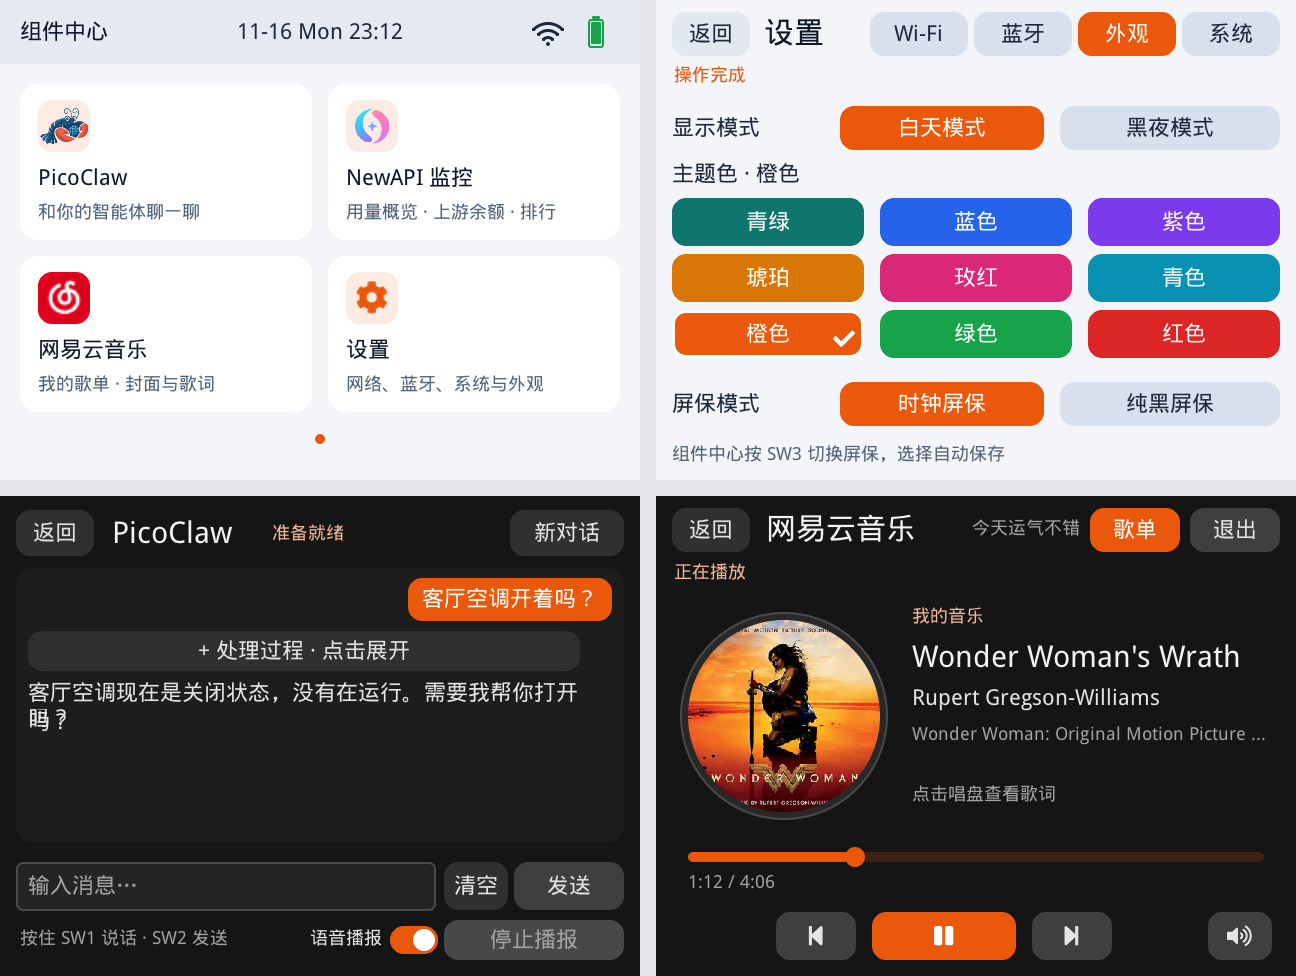 组件中心 11-16 Mon 23:12
PicoClaw
和你的智能体聊一聊
NewAPI 监控
用量概览 · 上游余额 · 排行
网易云音乐
我的歌单 · 封面与歌词
设置
网络、蓝牙、系统与外观
返回 设置 Wi-Fi 蓝牙 外观 系统
操作完成
显示模式 白天模式 黑夜模式
主题色 · 橙色
青绿 蓝色 紫色
琥珀 玫红 青色
橙色 绿色 红色
屏保模式 时钟屏保 纯黑屏保
组件中心按 SW3 切换屏保，选择自动保存
返回 PicoClaw 准备就绪 新对话
客厅空调开着吗？
+ 处理过程 · 点击展开
客厅空调现在是关闭状态，没有在运行。需要我帮你打开
吗？
输入消息… 清空 发送
按住 SW1 说话 · SW2 发送 语音播报 停止播报
返回 网易云音乐 今天运气不错 歌单 退出
正在播放
WONDER WOMAN
我的音乐
Wonder Woman's Wrath
Rupert Gregson-Williams
Wonder Woman: Original Motion Picture ...
点击唱盘查看歌词
1:12 / 4:06